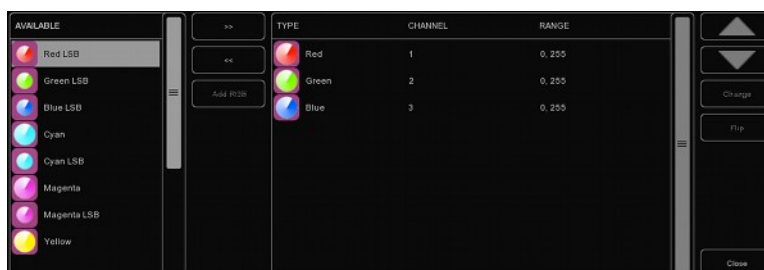 AVAILABLE
Red LSB
Green LSB
Blue LSB
Cyan
Cyan LSB
Magenta
Magenta LSB
Yellow
>>
<<
Add RGB
TYPE CHANNEL RANGE
Red 1 0, 255
Green 2 0, 255
Blue 3 0, 255
Change
Flip
Close